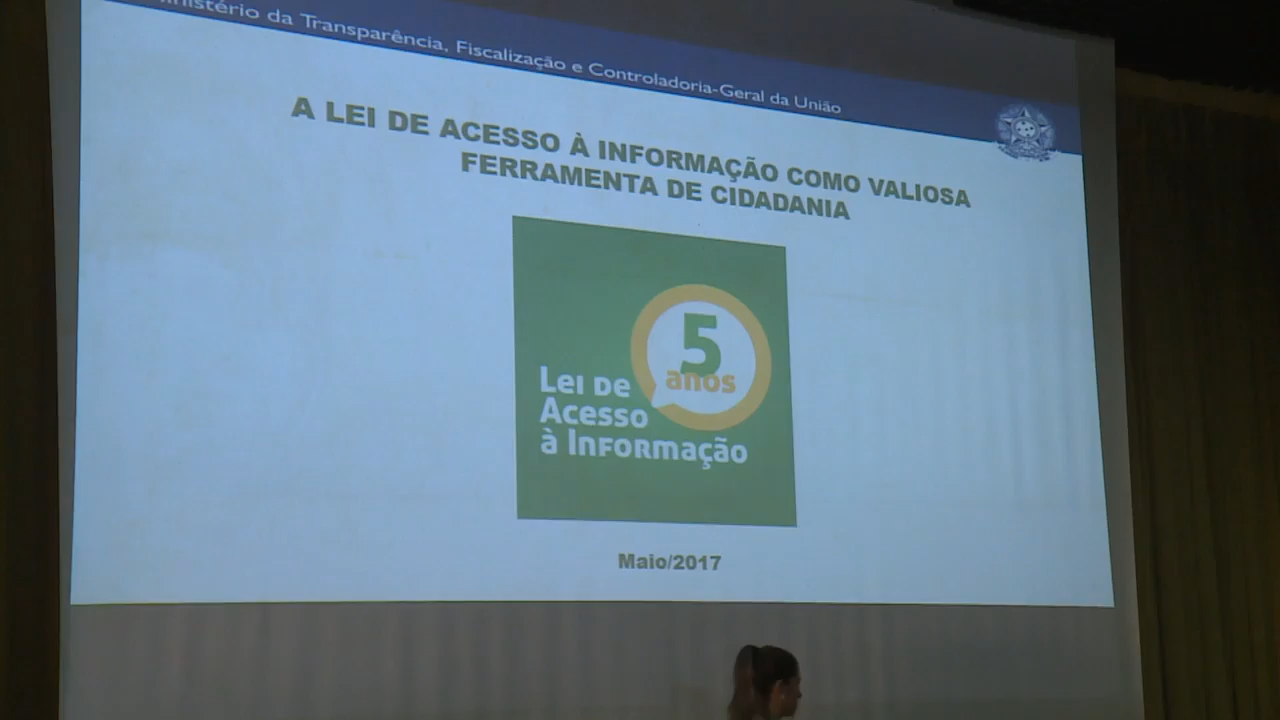 da Transparência, Fiscalização e Controladoria-Geral da União
A LEI DE ACESSO À INFORMAÇÃO COMO VALIOSA
FERRAMENTA DE CIDADANIA
5
anos
Lei de
Acesso
à Informação
Maio/2017